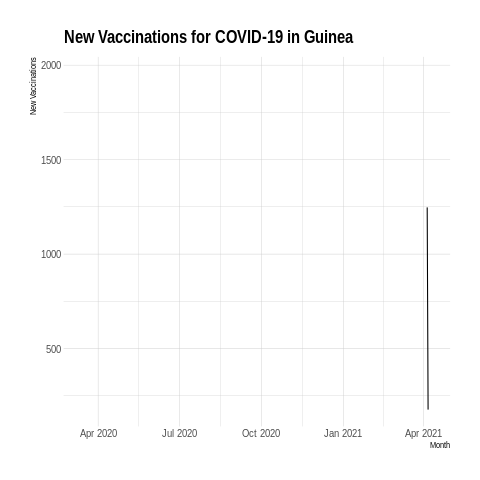 New Vaccinations for COVID-19 in Guinea
New Vaccinations
2000
1500
1000
500
Apr 2020
Jul 2020
Oct 2020
Jan 2021
Apr 2021
Month